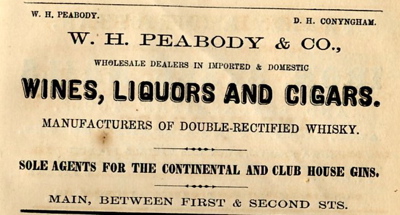 W. H. PEABODY. D. H. CONYNGHAM.
W. H. PEABODY & CO.,
WHOLESALE DEALERS IN IMPORTED & DOMESTIC
WINES, LIQUORS AND CIGARS.
MANUFACTURERS OF DOUBLE-RECTIFIED WHISKY.
SOLE AGENTS FOR THE CONTINENTAL AND CLUB HOUSE GINS.
MAIN, BETWEEN FIRST & SECOND STS.